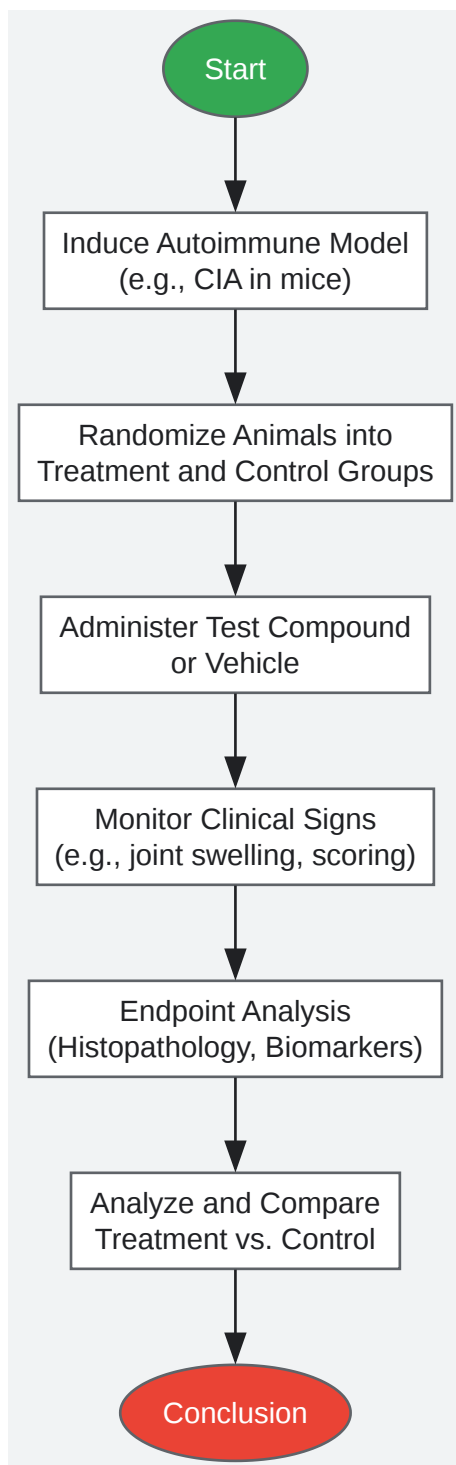 Start
Induce Autoimmune Model
(e.g., CIA in mice)
Randomize Animals into
Treatment and Control Groups
Administer Test Compound
or Vehicle
Monitor Clinical Signs
(e.g., joint swelling, scoring)
Endpoint Analysis
(Histopathology, Biomarkers)
Analyze and Compare
Treatment vs. Control
Conclusion